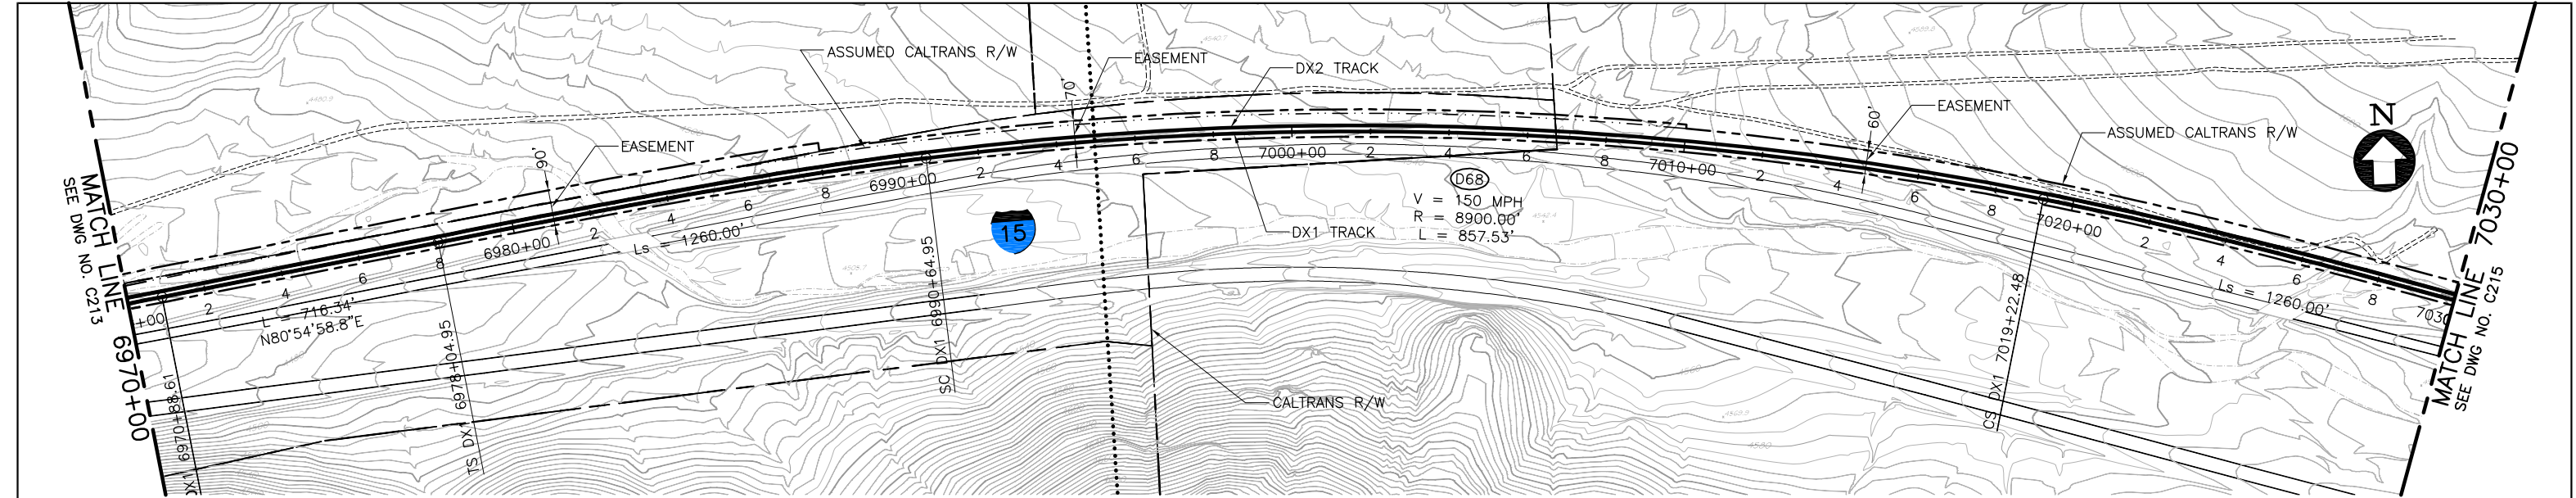 ASSUMED CALTRANS R/W
EASEMENT
DX2 TRACK
70'
EASEMENT
60'
ASSUMED CALTRANS R/W
N
90'
EASEMENT
MATCH LINE 6970+00
SEE DWG NO. C213
+00
2
4
6
8
6980+00
2
4
6
8
6990+00
2
4
6
8
7000+00
2
4
6
8
7010+00
2
4
6
8
7020+00
2
4
6
8
7030
MATCH LINE 7030+00
SEE DWG NO. C215
D68
V = 150 MPH
R = 8900.00'
L = 857.53'
DX1 TRACK
15
Ls = 1260.00'
Ls = 1260.00'
L = 716.34'
N80°54'58.8"E
DX1 6970+88.61
TS DX1 6978+04.95
SC DX1 6990+64.95
CS DX1 7019+22.48
CALTRANS R/W